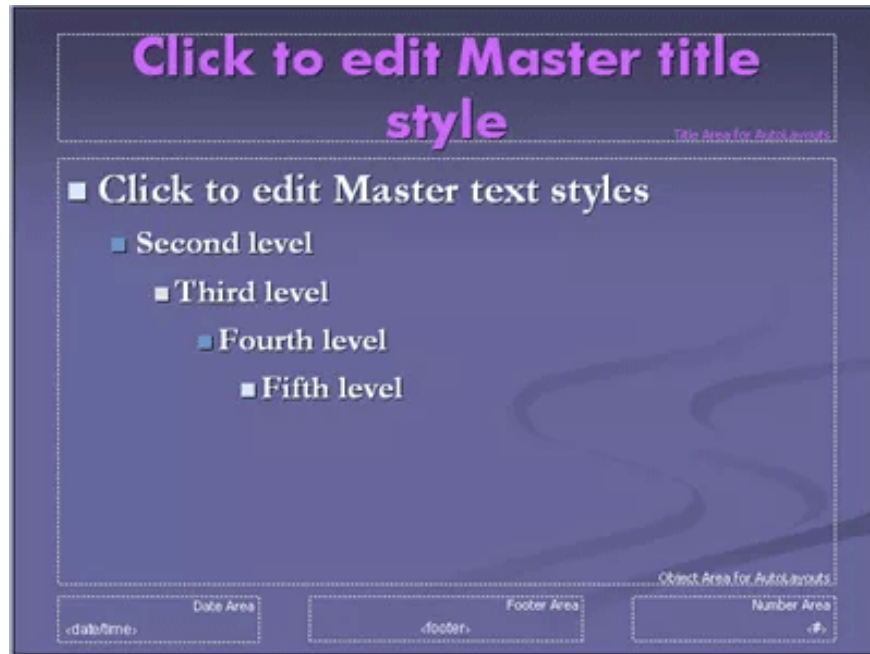 Click to edit Master title
style
Title Area for AutoLayouts
Click to edit Master text styles
Second level
Third level
Fourth level
Fifth level
Object Area for AutoLayouts
Date Area
<date/time>
Footer Area
<footer>
Number Area
<#>